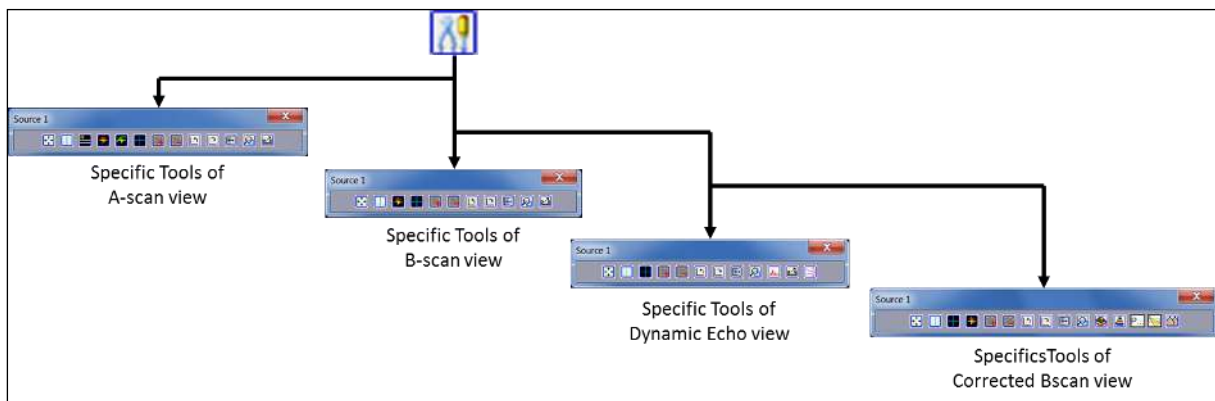 Source 1
Specific Tools of
A-scan view
Source 1
Specific Tools of
B-scan view
Source 1
Specific Tools of
Dynamic Echo view
Source 1
SpecificsTools of
Corrected Bscan view